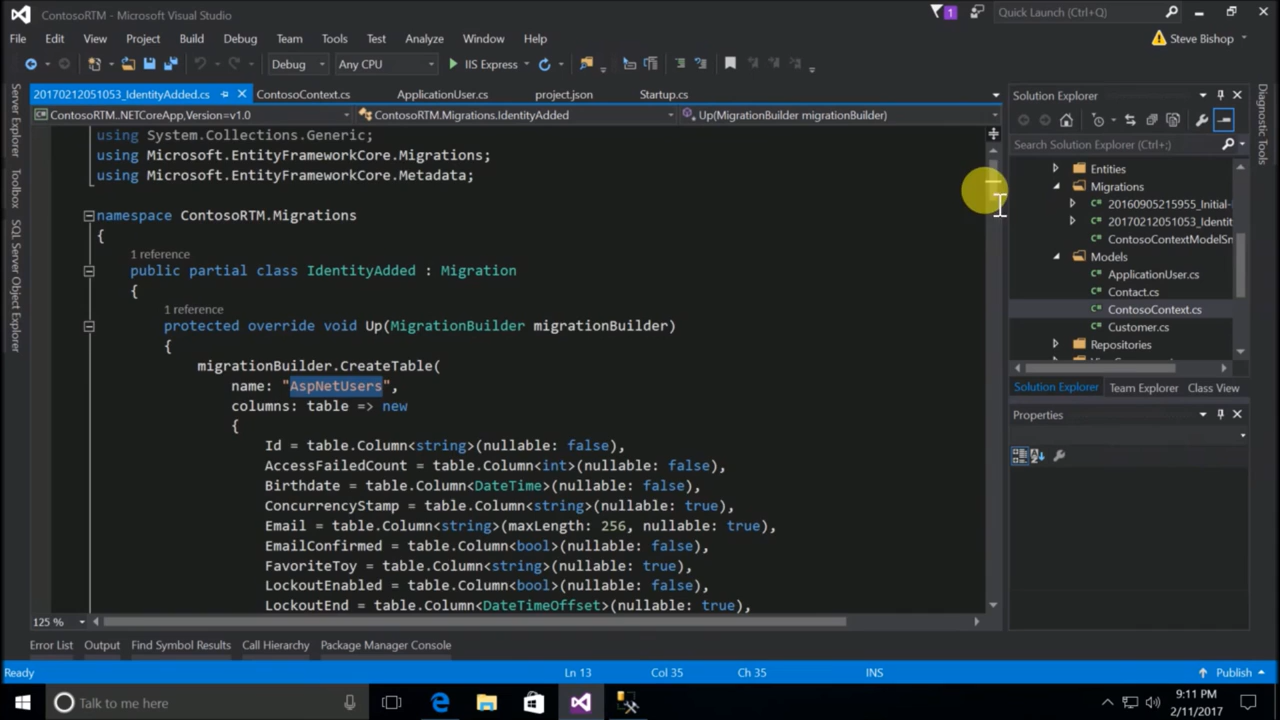 ContosoRTM - Microsoft Visual Studio
1
Quick Launch (Ctrl+Q)
File Edit View Project Build Debug Team Tools Test Analyze Window Help
Steve Bishop
Debug Any CPU IIS Express
20170212051053_IdentityAdded.cs ContosoContext.cs ApplicationUser.cs project.json Startup.cs
ContosoRTM..NETCoreApp,Version=v1.0 ContosoRTM.Migrations.IdentityAdded Up(MigrationBuilder migrationBuilder)
Server Explorer
Toolbox
SQL Server Object Explorer
using System.Collections.Generic;
using Microsoft.EntityFrameworkCore.Migrations;
using Microsoft.EntityFrameworkCore.Metadata;
namespace ContosoRTM.Migrations
{
1 reference
public partial class IdentityAdded : Migration
{
1 reference
protected override void Up(MigrationBuilder migrationBuilder)
{
migrationBuilder.CreateTable(
name: "AspNetUsers",
columns: table => new
{
Id = table.Column<string>(nullable: false),
AccessFailedCount = table.Column<int>(nullable: false),
Birthdate = table.Column<DateTime>(nullable: false),
ConcurrencyStamp = table.Column<string>(nullable: true),
Email = table.Column<string>(maxLength: 256, nullable: true),
EmailConfirmed = table.Column<bool>(nullable: false),
FavoriteToy = table.Column<string>(nullable: true),
LockoutEnabled = table.Column<bool>(nullable: false),
LockoutEnd = table.Column<DateTimeOffset>(nullable: true),
125 %
Solution Explorer
Search Solution Explorer (Ctrl+;)
Entities
Migrations
20160905215955_Initial-
20170212051053_Identit
ContosoContextModelSn
Models
ApplicationUser.cs
Contact.cs
ContosoContext.cs
Customer.cs
Repositories
Solution Explorer Team Explorer Class View
Properties
Diagnostic Tools
Error List Output Find Symbol Results Call Hierarchy Package Manager Console
Ready Ln 13 Col 35 Ch 35 INS Publish
Talk to me here
9:11 PM
2/11/2017